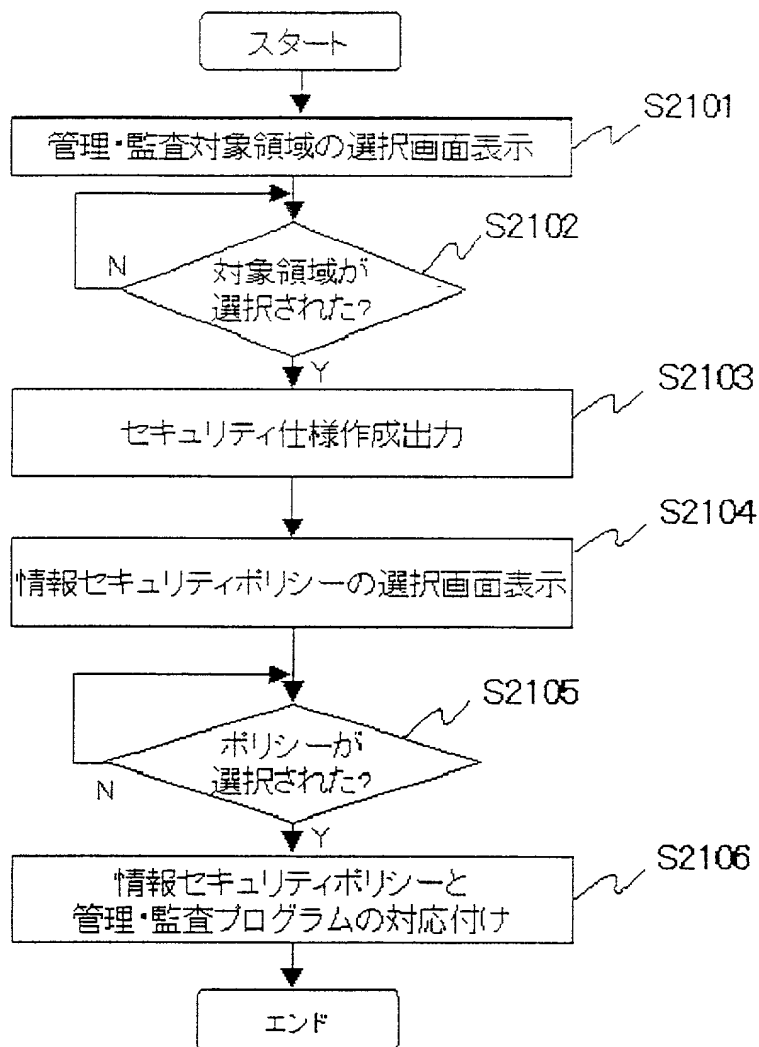 スタート
S2101
管理・監査対象領域の選択画面表示
S2102
N
対象領域が
選択された?
Y
S2103
セキュリティ仕様作成出力
S2104
情報セキュリティポリシーの選択画面表示
S2105
ポリシーが
選択された?
N
Y
S2106
情報セキュリティポリシーと
管理・監査プログラムの対応付け
エンド